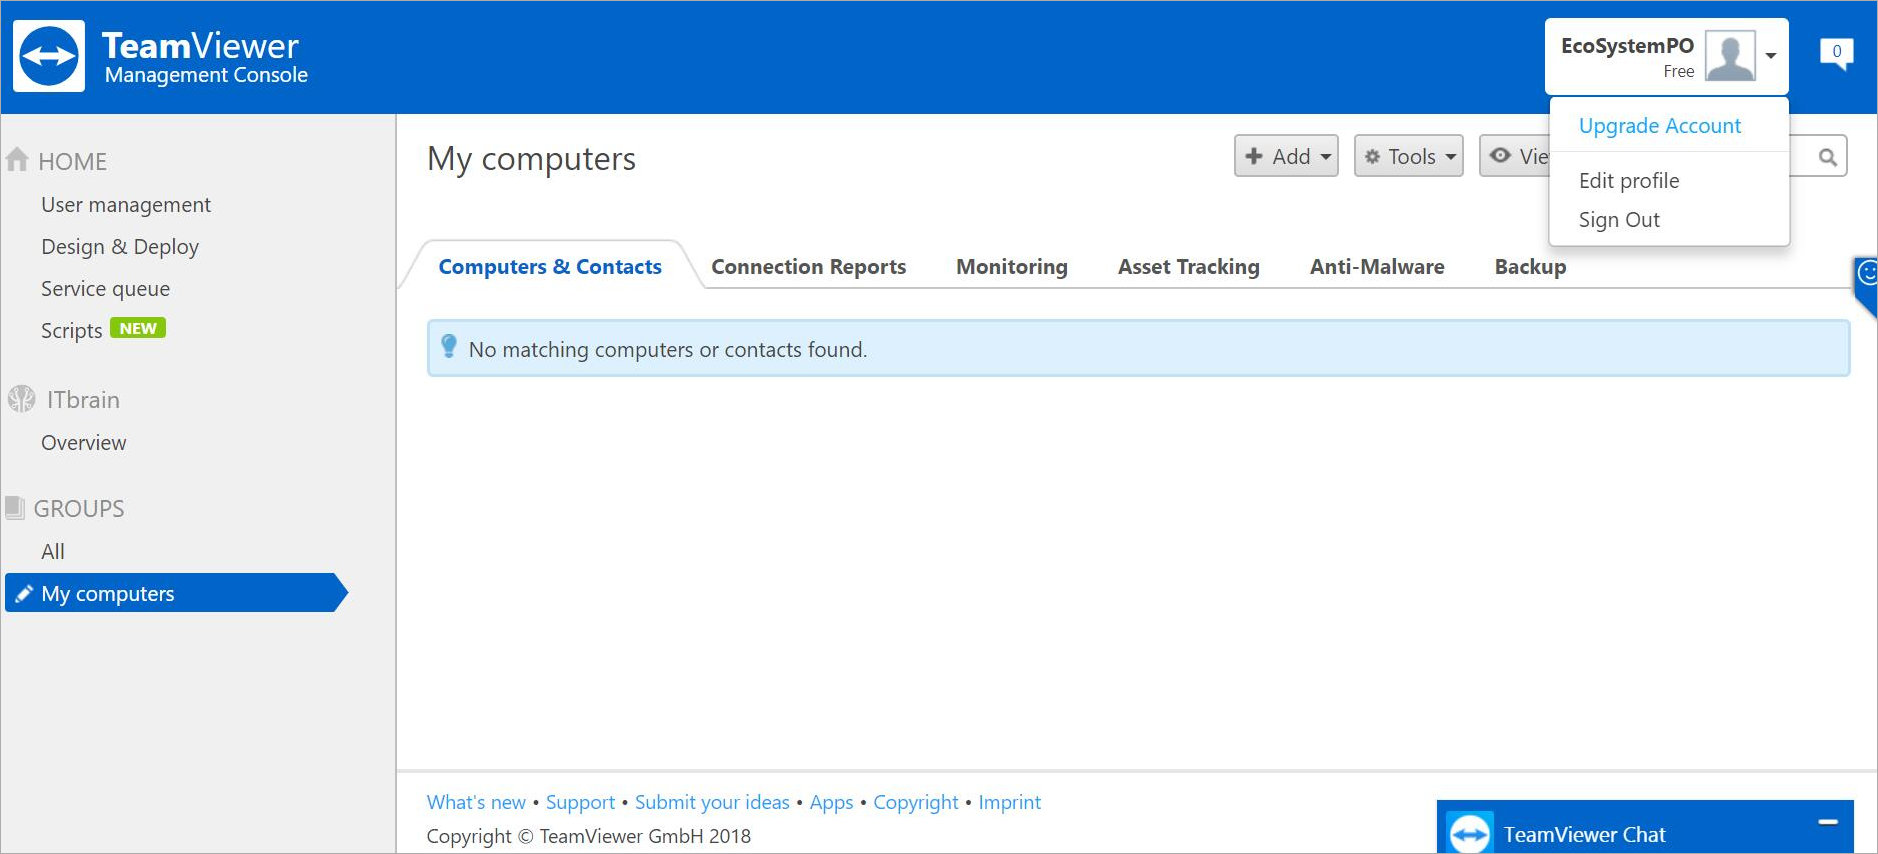 TeamViewer
Management Console
EcoSystemPO
Free
0
Upgrade Account
Edit profile
Sign Out
HOME
User management
Design & Deploy
Service queue
Scripts NEW
ITbrain
Overview
GROUPS
All
My computers
My computers
Add
Tools
Computers & Contacts
Connection Reports
Monitoring
Asset Tracking
Anti-Malware
Backup
No matching computers or contacts found.
What's new • Support • Submit your ideas • Apps • Copyright • Imprint
Copyright © TeamViewer GmbH 2018
TeamViewer Chat